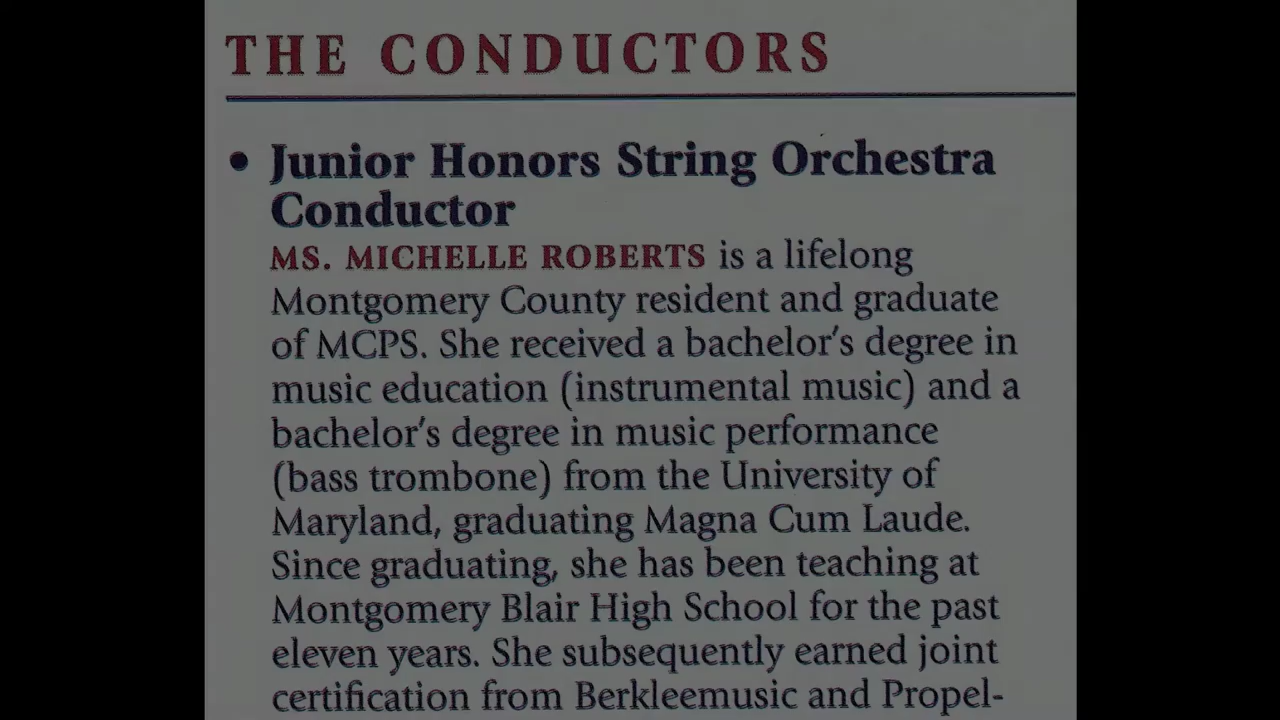 THE CONDUCTORS
• Junior Honors String Orchestra
Conductor
MS. MICHELLE ROBERTS is a lifelong
Montgomery County resident and graduate
of MCPS. She received a bachelor's degree in
music education (instrumental music) and a
bachelor's degree in music performance
(bass trombone) from the University of
Maryland, graduating Magna Cum Laude.
Since graduating, she has been teaching at
Montgomery Blair High School for the past
eleven years. She subsequently earned joint
certification from Berkleemusic and Propel-